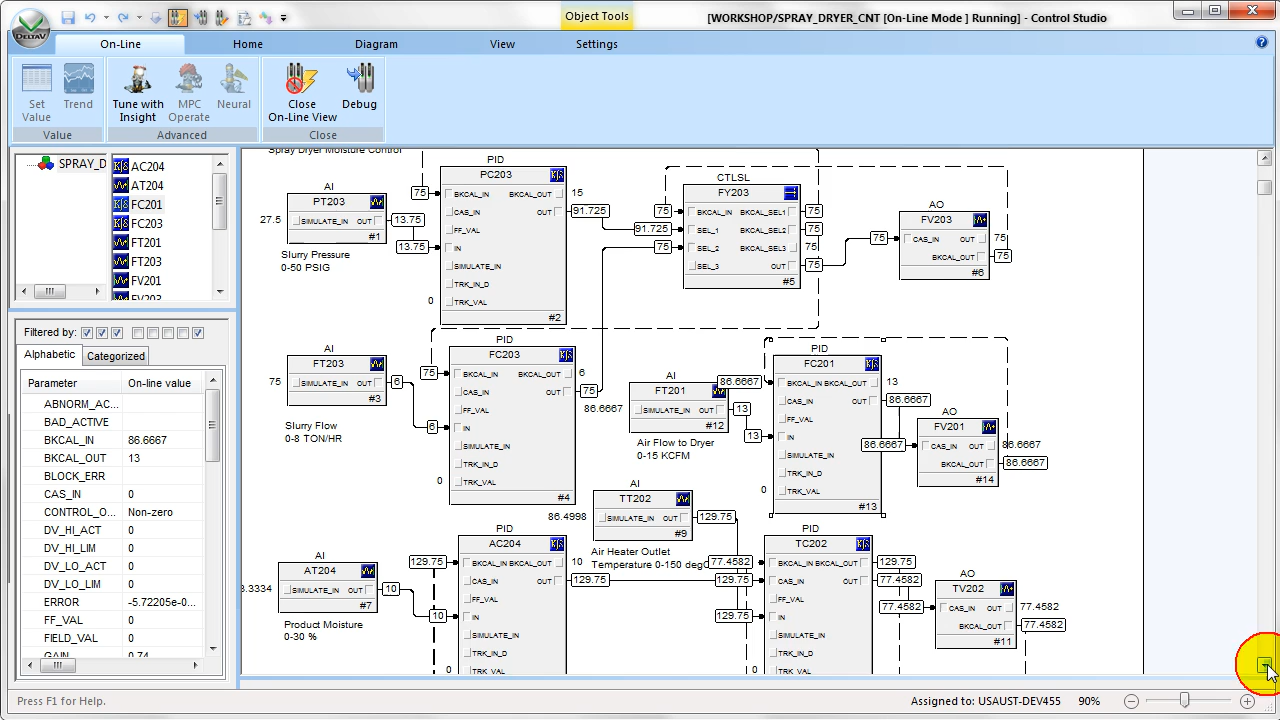 Object Tools
[WORKSHOP/SPRAY_DRYER_CNT [On-Line Mode ] Running] - Control Studio
DELTAV
On-Line
Home
Diagram
View
Settings
Set Value
Trend
Tune with Insight
MPC Operate
Neural
Close On-Line View
Debug
Value
Advanced
Close
SPRAY_D
AC204
AT204
FC201
FC203
FT201
FT203
FV201
FV203
Filtered by:
Alphabetic
Categorized
Parameter On-line value
ABNORM_AC...
BAD_ACTIVE
BKCAL_IN 86.6667
BKCAL_OUT 13
BLOCK_ERR
CAS_IN 0
CONTROL_O... Non-zero
DV_HI_ACT 0
DV_HI_LIM 0
DV_LO_ACT 0
DV_LO_LIM 0
ERROR -5.72205e-0...
FF_VAL 0
FIELD_VAL 0
GAIN 0.74
Spray Dryer Moisture Control
AI
PT203
27.5
SIMULATE_IN OUT
#1
13.75
13.75
Slurry Pressure
0-50 PSIG
PID
PC203
75
BKCAL_IN BKCAL_OUT
15
CAS_IN OUT
91.725
FF_VAL
IN
SIMULATE_IN
TRK_IN_D
0
TRK_VAL
#2
CTLSL
FY203
75
BKCAL_IN BKCAL_SEL1
75
91.725
SEL_1 BKCAL_SEL2
75
75
SEL_2 BKCAL_SEL3
75
SEL_3 OUT
75
#5
AO
FV203
75
CAS_IN OUT
75
BKCAL_OUT
75
#6
AI
FT203
75
SIMULATE_IN OUT
6
#3
6
Slurry Flow
0-8 TON/HR
PID
FC203
75
BKCAL_IN BKCAL_OUT
6
CAS_IN OUT
75
FF_VAL
IN
SIMULATE_IN
TRK_IN_D
0
TRK_VAL
#4
86.6667
AI
FT201
SIMULATE_IN OUT
13
#12
13
Air Flow to Dryer
0-15 KCFM
PID
FC201
86.6667
BKCAL_IN BKCAL_OUT
13
CAS_IN OUT
86.6667
FF_VAL
IN
SIMULATE_IN
TRK_IN_D
0
TRK_VAL
#13
AO
FV201
86.6667
CAS_IN OUT
86.6667
BKCAL_OUT
86.6667
#14
AI
TT202
86.4998
SIMULATE_IN OUT
129.75
#9
Air Heater Outlet
Temperature 0-150 degC
AI
AT204
3.3334
SIMULATE_IN OUT
10
#7
10
Product Moisture
0-30 %
PID
AC204
129.75
BKCAL_IN BKCAL_OUT
10
CAS_IN OUT
129.75
FF_VAL
IN
SIMULATE_IN
TRK_IN_D
0
TRK_VAL
PID
TC202
77.4582
BKCAL_IN BKCAL_OUT
129.75
129.75
CAS_IN OUT
77.4582
FF_VAL
129.75
IN
SIMULATE_IN
TRK_IN_D
0
TRK_VAL
AO
TV202
77.4582
CAS_IN OUT
77.4582
BKCAL_OUT
77.4582
#11
Press F1 for Help.
Assigned to: USAUST-DEV455
90%